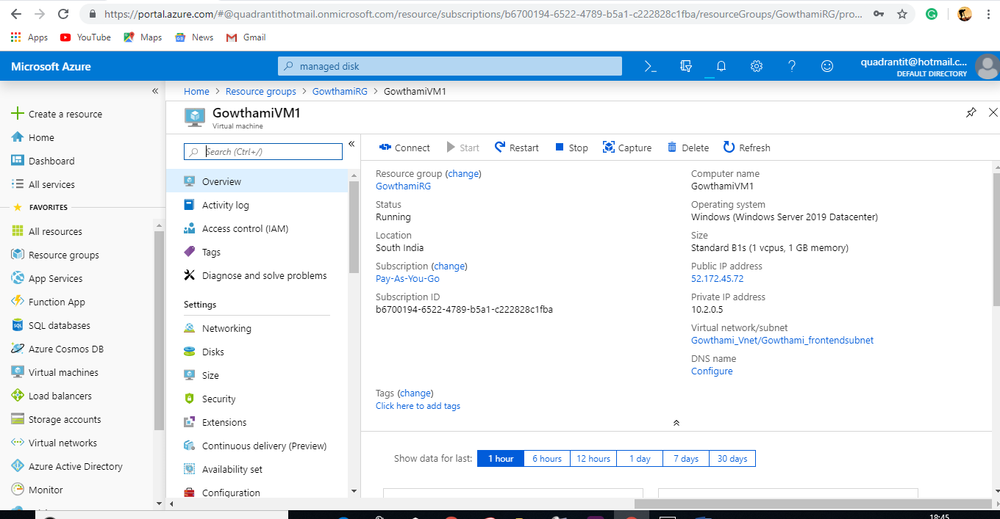 https://portal.azure.com/#@quadrantithotmail.onmicrosoft.com/resource/subscriptions/b6700194-6522-4789-b5a1-c222828c1fba/resourceGroups/GowthamiRG/pro...
Apps YouTube Maps News Gmail
Microsoft Azure
managed disk
quadrantit@hotmail.c...
DEFAULT DIRECTORY
Create a resource
Home
Dashboard
All services
FAVORITES
All resources
Resource groups
App Services
Function App
SQL databases
Azure Cosmos DB
Virtual machines
Load balancers
Storage accounts
Virtual networks
Azure Active Directory
Monitor
Home > Resource groups > GowthamiRG > GowthamiVM1
GowthamiVM1
Virtual machine
Search (Ctrl+/)
Overview
Activity log
Access control (IAM)
Tags
Diagnose and solve problems
Settings
Networking
Disks
Size
Security
Extensions
Continuous delivery (Preview)
Availability set
Configuration
Connect Start Restart Stop Capture Delete Refresh
Resource group (change)
GowthamiRG
Status
Running
Location
South India
Subscription (change)
Pay-As-You-Go
Subscription ID
b6700194-6522-4789-b5a1-c222828c1fba
Computer name
GowthamiVM1
Operating system
Windows (Windows Server 2019 Datacenter)
Size
Standard B1s (1 vcpus, 1 GB memory)
Public IP address
52.172.45.72
Private IP address
10.2.0.5
Virtual network/subnet
Gowthami_Vnet/Gowthami_frontendsubnet
DNS name
Configure
Tags (change)
Click here to add tags
Show data for last: 1 hour 6 hours 12 hours 1 day 7 days 30 days
18:45